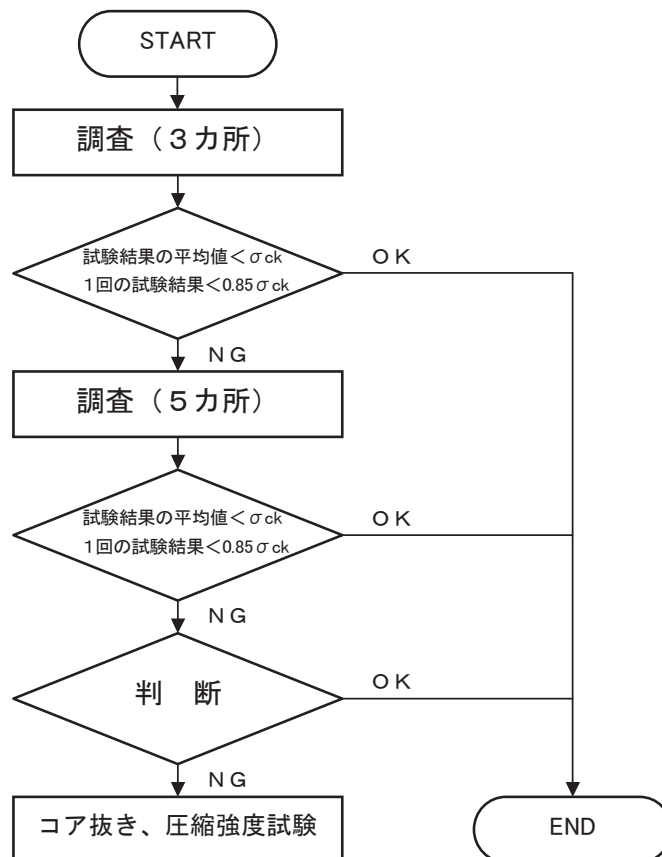 START
調査（３カ所）
試験結果の平均値＜σck
1回の試験結果＜0.85σck
ＯＫ
ＮＧ
調査（５カ所）
試験結果の平均値＜σck
1回の試験結果＜0.85σck
ＯＫ
ＮＧ
判　断
ＯＫ
ＮＧ
コア抜き、圧縮強度試験
END